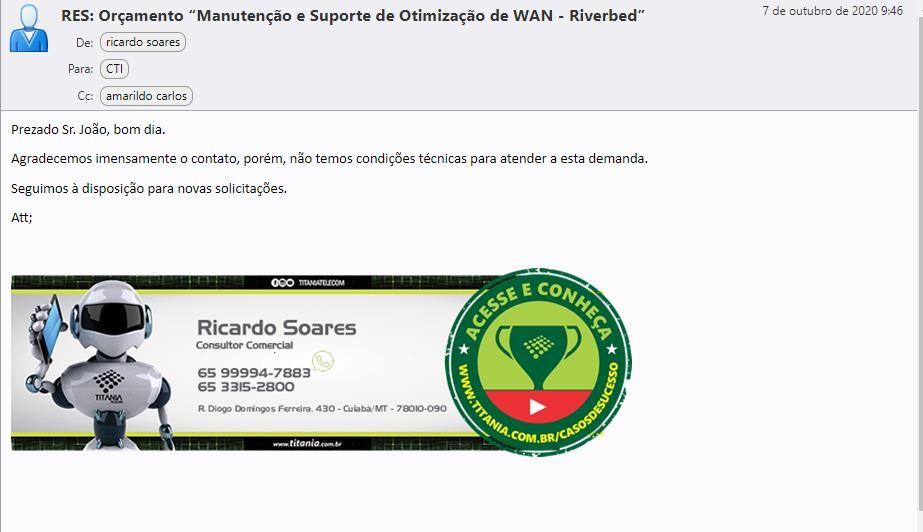 RES: Orçamento “Manutenção e Suporte de Otimização de WAN - Riverbed”
7 de outubro de 2020 9:46
De: ricardo soares
Para: CTI
Cc: amarildo carlos
Prezado Sr. João, bom dia.
Agradecemos imensamente o contato, porém, não temos condições técnicas para atender a esta demanda.
Seguimos à disposição para novas solicitações.
Att;
TITANIATELECOM
Ricardo Soares
Consultor Comercial
65 99994-7883
65 3315-2800
R. Diogo Domingos Ferreira, 430 - Cuiabá/MT - 78010-090
www.titania.com.br
TITANIA
TELECOM
ACESSE E CONHEÇA
WWW.TITANIA.COM.BR/CASOSDESUCESSO